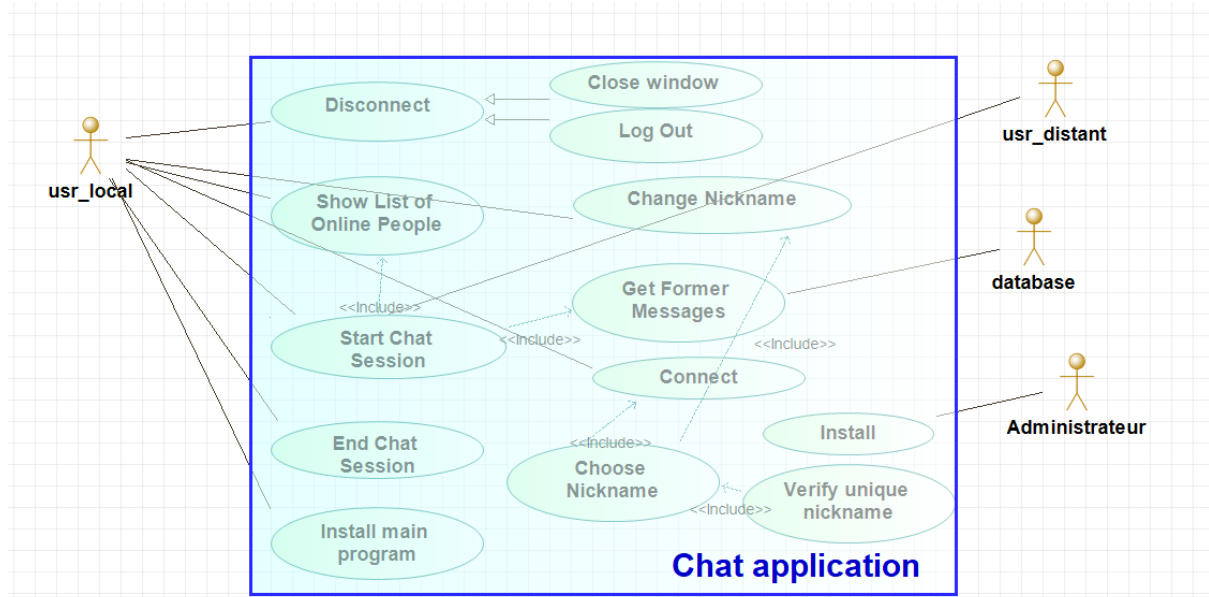 Close window
Disconnect
Log Out
usr_distant
usr_local
Show List of
Online People
Change Nickname
database
Get Former
Messages
<<Include>>
Start Chat
Session
<<Include>>
<<Include>>
Connect
Administrateur
Install
End Chat
Session
<<Include>>
Choose
Nickname
Verify unique
nickname
<<Include>>
Install main
program
Chat application